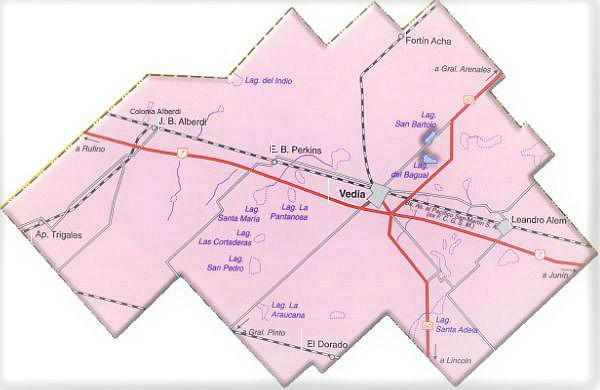 Fortín Acha
a Gral. Arenales
Lag. del Indio
65
Colonia Alberdi
J. B. Alberdi
Lag.
San Bartolo
a Rufino
7
E. B. Perkins
Lag.
del Bagual
Vedia
Lag.
Santa María
Lag. La
Pantanosa
Leandro Alem
Ap. Trigales
Lag.
Las Cortaderas
7
Lag.
San Pedro
a Junín
Lag. La
Araucana
Lag.
Santa Adela
65
a Gral. Pinto
El Dorado
a Lincoln